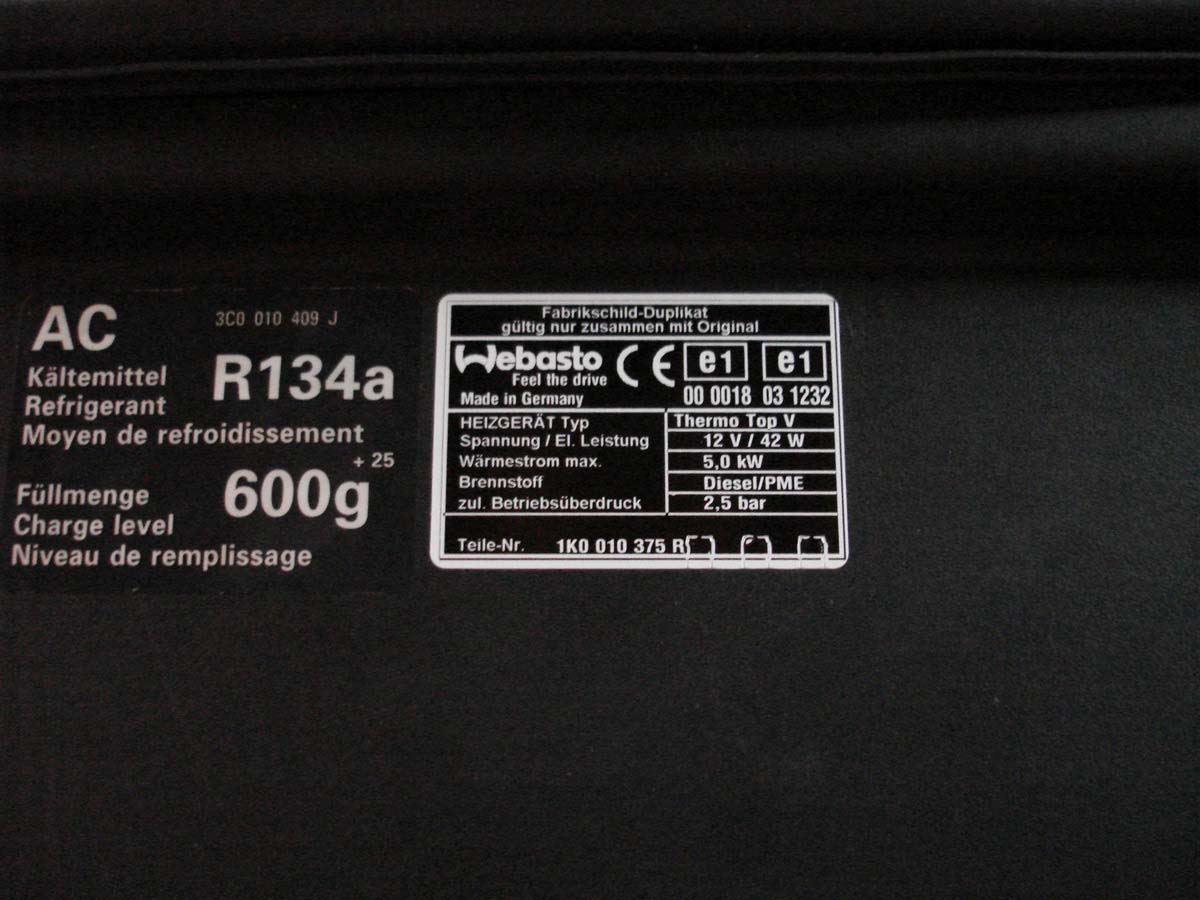 AC 3C0 010 409 J
Kältemittel R134a
Refrigerant
Moyen de refroidissement
+ 25
Füllmenge 600g
Charge level
Niveau de remplissage
Fabrikschild-Duplikat
gültig nur zusammen mit Original
Webasto CE e1 e1
Feel the drive
Made in Germany 00 0018 03 1232
HEIZGERÄT Typ Thermo Top V
Spannung / El. Leistung 12 V / 42 W
Wärmestrom max. 5,0 kW
Brennstoff Diesel/PME
zul. Betriebsüberdruck 2,5 bar
Teile-Nr. 1K0 010 375 R